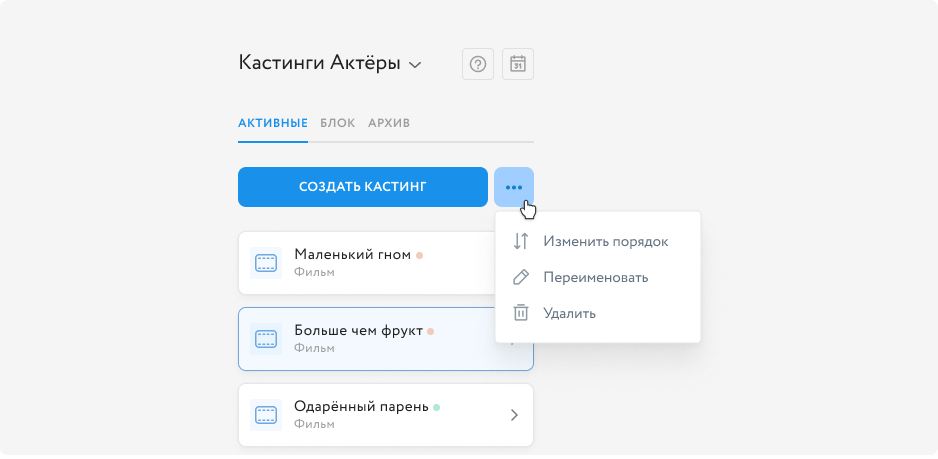 Кастинги Актёры
31
АКТИВНЫЕ БЛОК АРХИВ
СОЗДАТЬ КАСТИНГ
Изменить порядок
Переименовать
Удалить
Маленький гном
Фильм
Больше чем фрукт
Фильм
Одарённый парень
Фильм